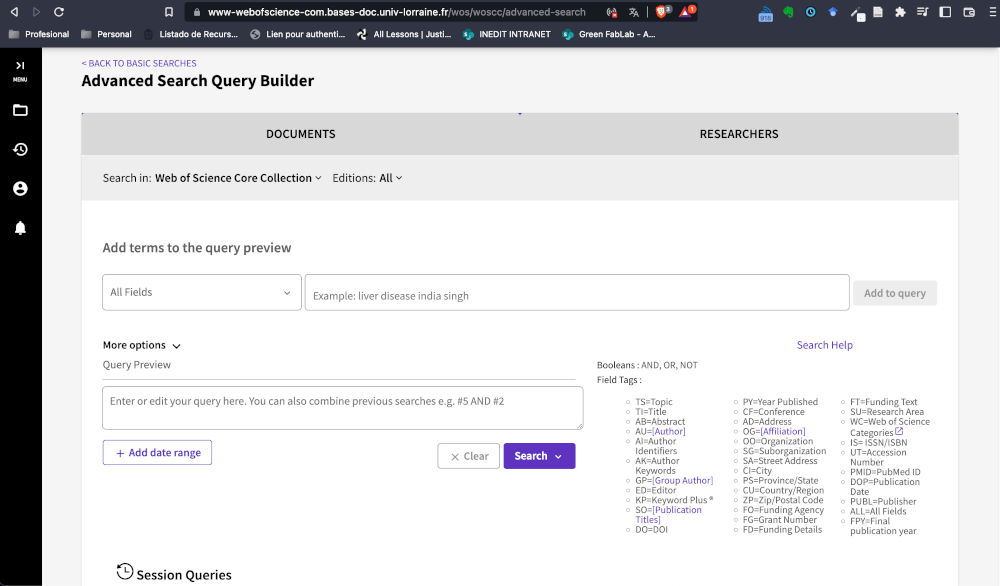 www-webofscience-com.bases-doc.univ-lorraine.fr/wos/woscc/advanced-search
Profesional Personal Listado de Recurs... Lien pour authenti... All Lessons | Justi... INEDIT INTRANET Green FabLab - A...
MENU
< BACK TO BASIC SEARCHES
Advanced Search Query Builder
DOCUMENTS RESEARCHERS
Search in: Web of Science Core Collection Editions: All
Add terms to the query preview
All Fields Example: liver disease india singh Add to query
More options Search Help
Query Preview
Enter or edit your query here. You can also combine previous searches e.g. #5 AND #2
+ Add date range × Clear Search
Booleans : AND, OR, NOT
Field Tags :
TS=Topic
TI=Title
AB=Abstract
AU=[Author]
AI=Author
Identifiers
AK=Author
Keywords
GP=[Group Author]
ED=Editor
KP=Keyword Plus ®
SO=[Publication
Titles]
DO=DOI
PY=Year Published
CF=Conference
AD=Address
OG=[Affiliation]
OO=Organization
SG=Suborganization
SA=Street Address
CI=City
PS=Province/State
CU=Country/Region
ZP=Zip/Postal Code
FO=Funding Agency
FG=Grant Number
FD=Funding Details
FT=Funding Text
SU=Research Area
WC=Web of Science
Categories
IS= ISSN/ISBN
UT=Accession
Number
PMID=PubMed ID
DOP=Publication
Date
PUBL=Publisher
ALL=All Fields
FPY=Final
publication year
Session Queries